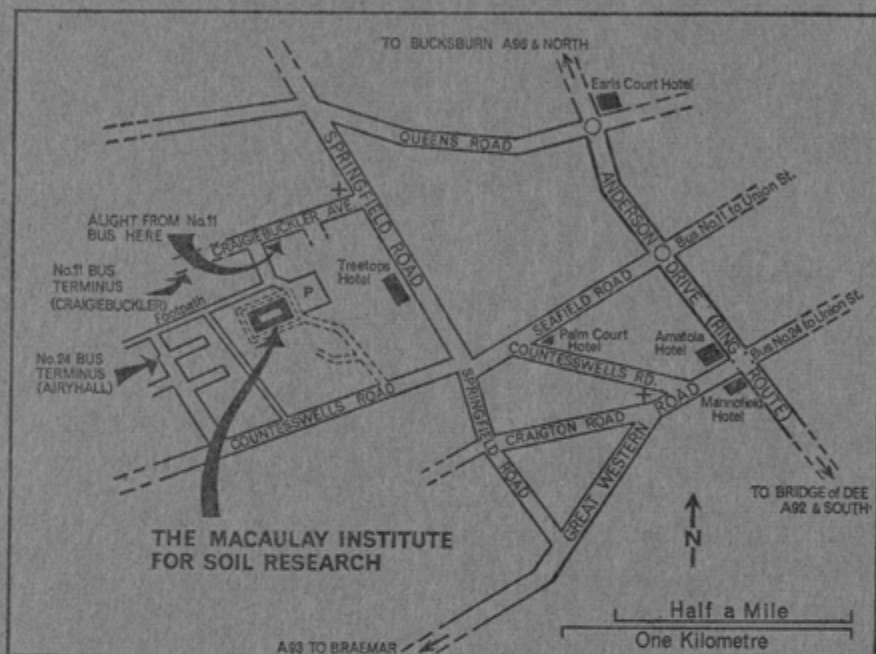 TO BUCKSBURN A96 & NORTH
Earls Court Hotel
QUEENS ROAD
SPRINGFIELD ROAD
ANDERSON DRIVE (RING ROUTE)
Bus No.11 to Union St.
ALIGHT FROM No.11
BUS HERE
CRAIGIEBUCKLER AVE.
No.11 BUS
TERMINUS
(CRAIGIEBUCKLER)
Footpath
P
Treetops
Hotel
SEAFIELD ROAD
Palm Court
Hotel
Amatola
Hotel
Bus No.24 to Union St.
COUNTESSWELLS RD.
No.24 BUS
TERMINUS
(AIRYHALL)
COUNTESSWELLS ROAD
SPRINGFIELD ROAD
CRAIGTON ROAD
GREAT WESTERN ROAD
Mannofield
Hotel
TO BRIDGE of DEE
A92 & SOUTH
THE MACAULAY INSTITUTE
FOR SOIL RESEARCH
N
Half a Mile
One Kilometre
A93 TO BRAEMAR